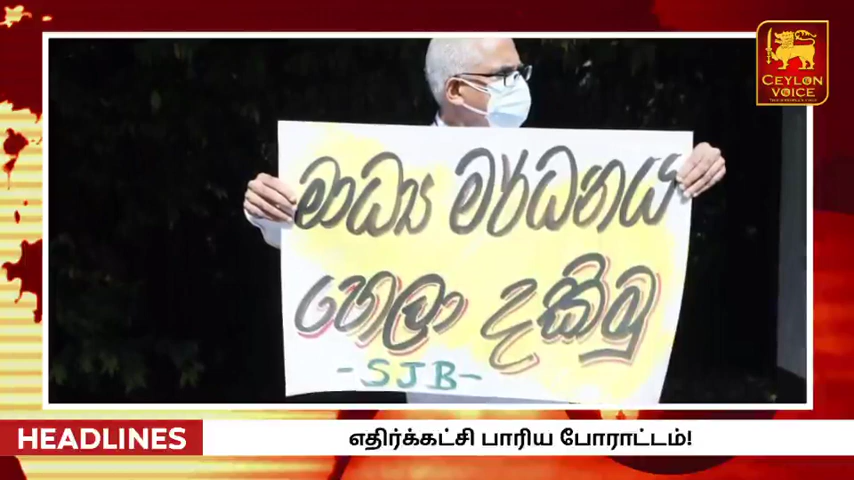 CEYLON
VOICE
මාධ්‍ය මර්ධනය
හෙලා දකිමු
-SJB-
HEADLINES
எதிர்க்கட்சி பாரிய போராட்டம்!